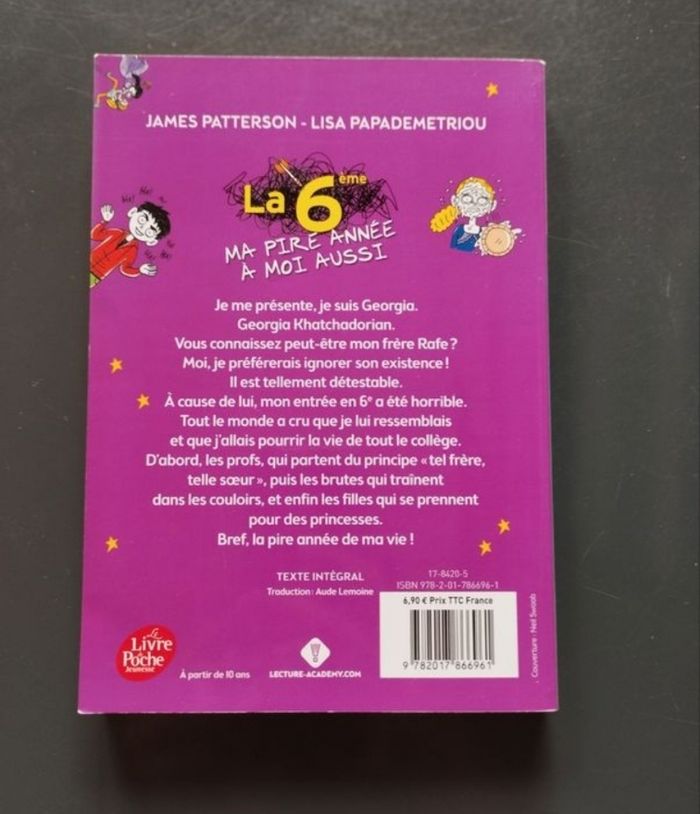 JAMES PATTERSON - LISA PAPADEMETRIOU
La 6ème
MA PIRE ANNÉE
À MOI AUSSI
Ha!
Ha!
Ha!
Ha!
Je me présente, je suis Georgia.
Georgia Khatchadorian.
Vous connaissez peut-être mon frère Rafe ?
Moi, je préférerais ignorer son existence !
Il est tellement détestable.
À cause de lui, mon entrée en 6e a été horrible.
Tout le monde a cru que je lui ressemblais
et que j'allais pourrir la vie de tout le collège.
D'abord, les profs, qui partent du principe « tel frère,
telle sœur », puis les brutes qui traînent
dans les couloirs, et enfin les filles qui se prennent
pour des princesses.
Bref, la pire année de ma vie !
TEXTE INTÉGRAL
Traduction : Aude Lemoine
17-8420-5
ISBN 978-2-01-786696-1
6,90 € Prix TTC France
9 782017 866961
Le
Livre
de
Poche
Jeunesse
À partir de 10 ans
LECTURE-ACADEMY.COM
Couverture : Neil Swaab